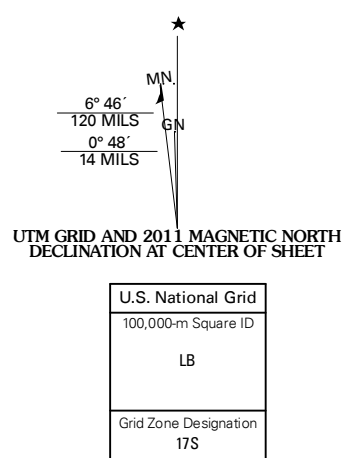 MN.
6° 46´
120 MILS
GN
0° 48´
14 MILS
UTM GRID AND 2011 MAGNETIC NORTH
DECLINATION AT CENTER OF SHEET
U.S. National Grid
100,000-m Square ID
LB
Grid Zone Designation
17S